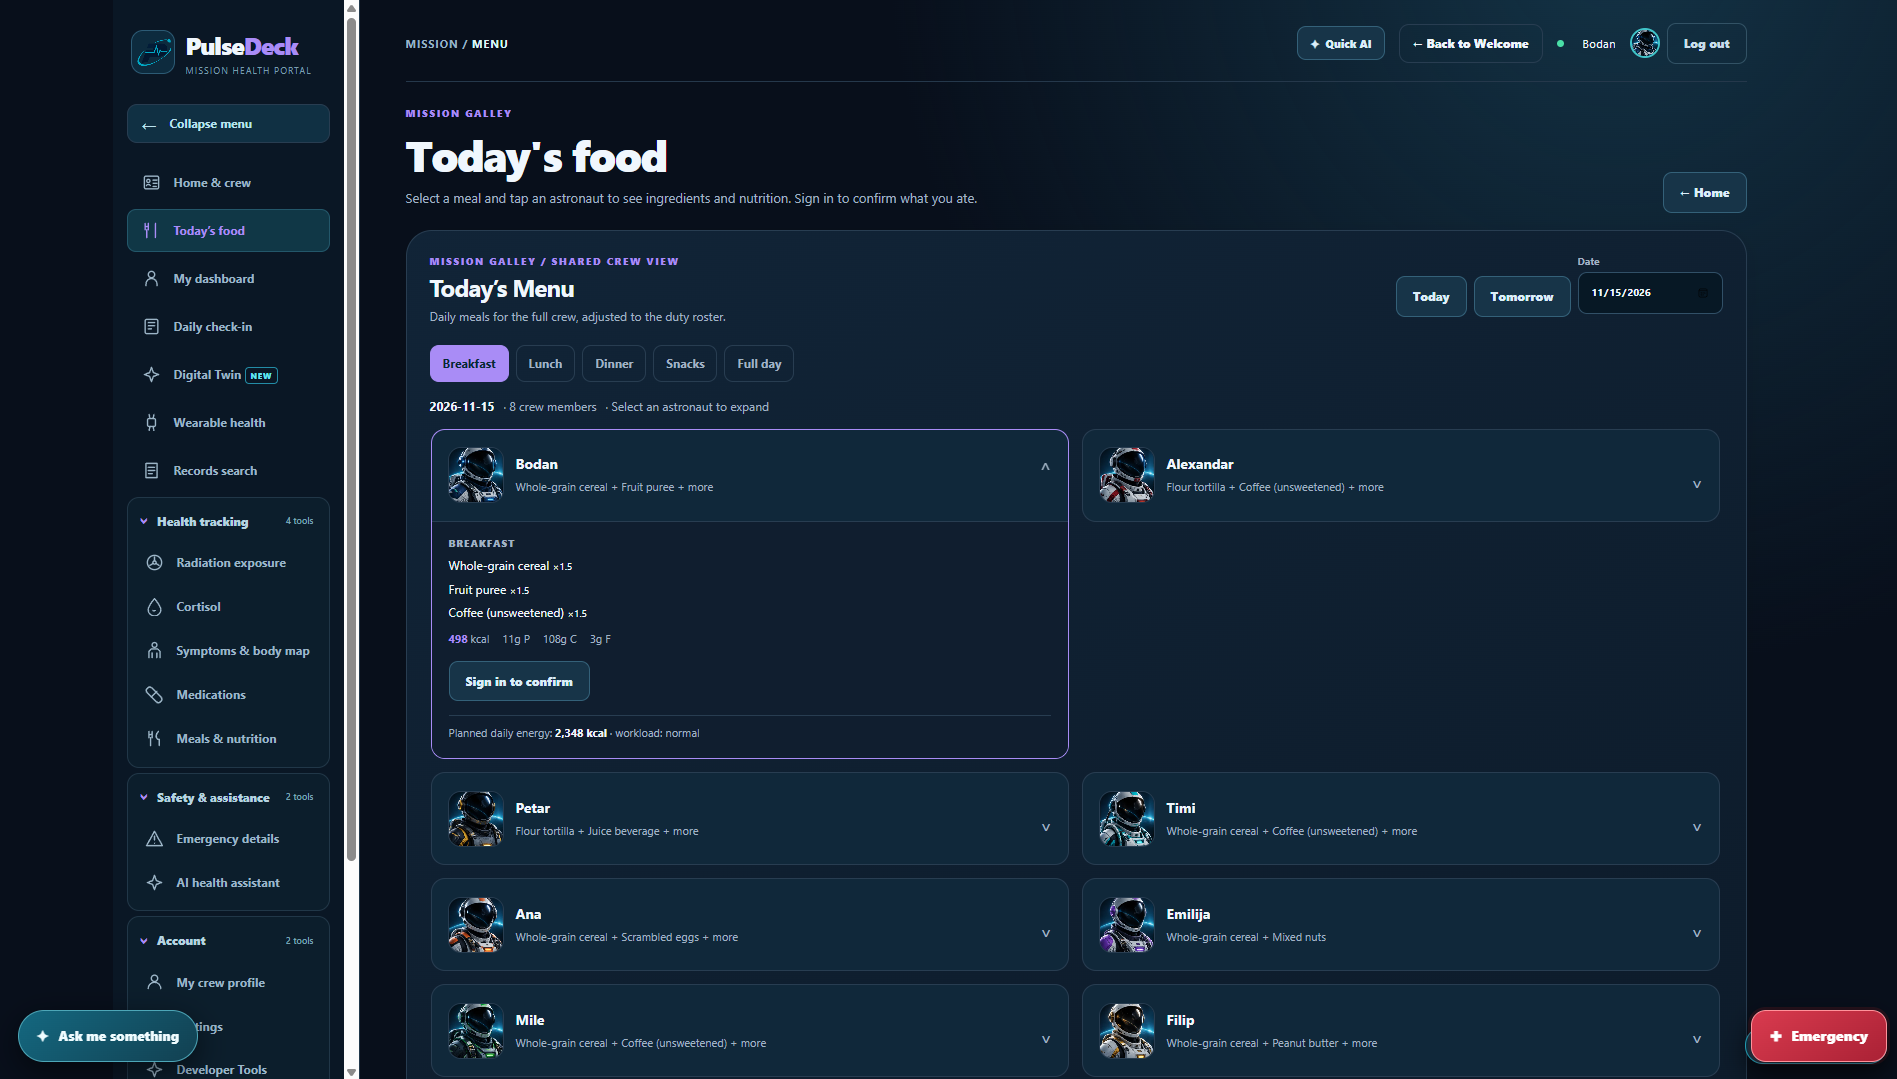 PulseDeck
MISSION HEALTH PORTAL
← Collapse menu
Home & crew
Today's food
My dashboard
Daily check-in
Digital Twin NEW
Wearable health
Records search
Health tracking 4 tools
Radiation exposure
Cortisol
Symptoms & body map
Medications
Meals & nutrition
Safety & assistance 2 tools
Emergency details
AI health assistant
Account 2 tools
My crew profile
tings
Developer Tools
✦ Ask me something
MISSION / MENU
✦ Quick AI
← Back to Welcome
Bodan
Log out
MISSION GALLEY
Today's food
Select a meal and tap an astronaut to see ingredients and nutrition. Sign in to confirm what you ate.
← Home
MISSION GALLEY / SHARED CREW VIEW
Today's Menu
Daily meals for the full crew, adjusted to the duty roster.
Today
Tomorrow
Date
11/15/2026
Breakfast
Lunch
Dinner
Snacks
Full day
2026-11-15 · 8 crew members · Select an astronaut to expand
Bodan
Whole-grain cereal + Fruit puree + more
BREAKFAST
Whole-grain cereal ×1.5
Fruit puree ×1.5
Coffee (unsweetened) ×1.5
498 kcal 11g P 108g C 3g F
Sign in to confirm
Planned daily energy: 2,348 kcal · workload: normal
Alexandar
Flour tortilla + Coffee (unsweetened) + more
Petar
Flour tortilla + Juice beverage + more
Timi
Whole-grain cereal + Coffee (unsweetened) + more
Ana
Whole-grain cereal + Scrambled eggs + more
Emilija
Whole-grain cereal + Mixed nuts
Mile
Whole-grain cereal + Coffee (unsweetened) + more
Filip
Whole-grain cereal + Peanut butter + more
+ Emergency